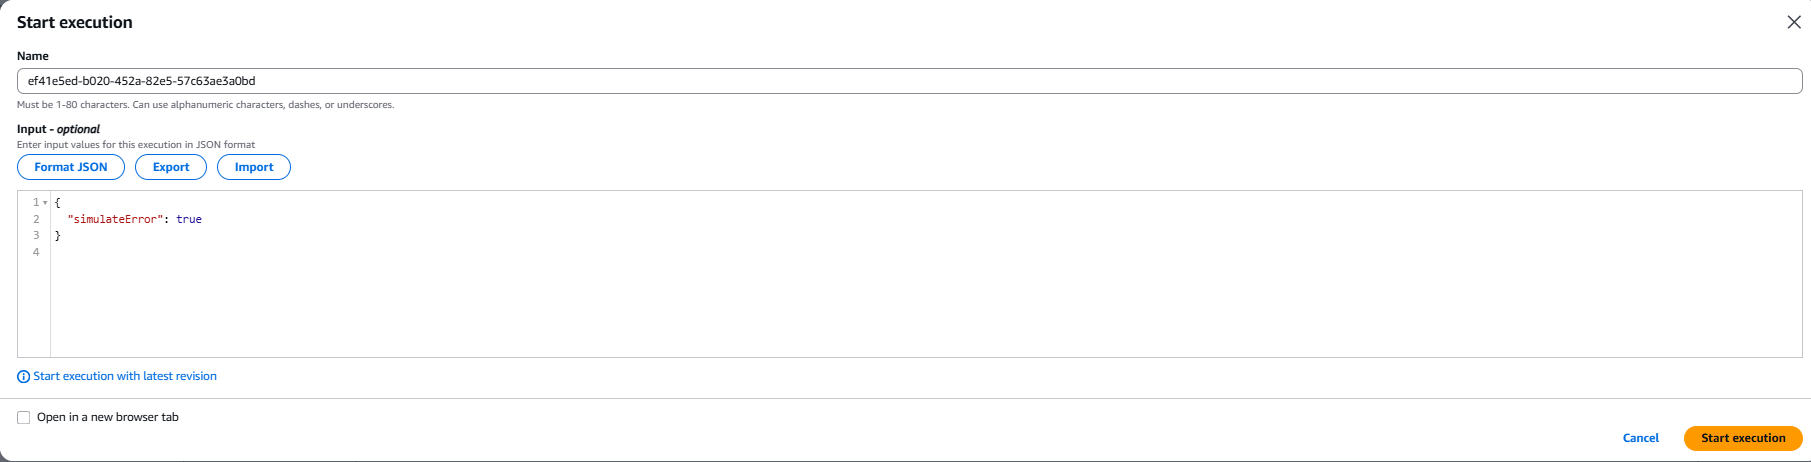 Start execution
Name
ef41e5ed-b020-452a-82e5-57c63ae3a0bd
Must be 1-80 characters. Can use alphanumeric characters, dashes, or underscores.
Input - optional
Enter input values for this execution in JSON format
Format JSON Export Import
1 {
2 "simulateError": true
3 }
4
Start execution with latest revision
Open in a new browser tab
Cancel Start execution